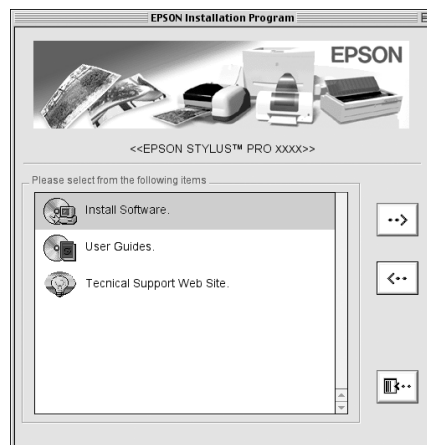 EPSON Installation Program
EPSON
<<EPSON STYLUS™ PRO XXXX>>
Please select from the following items
Install Software.
User Guides.
Tecnical Support Web Site.